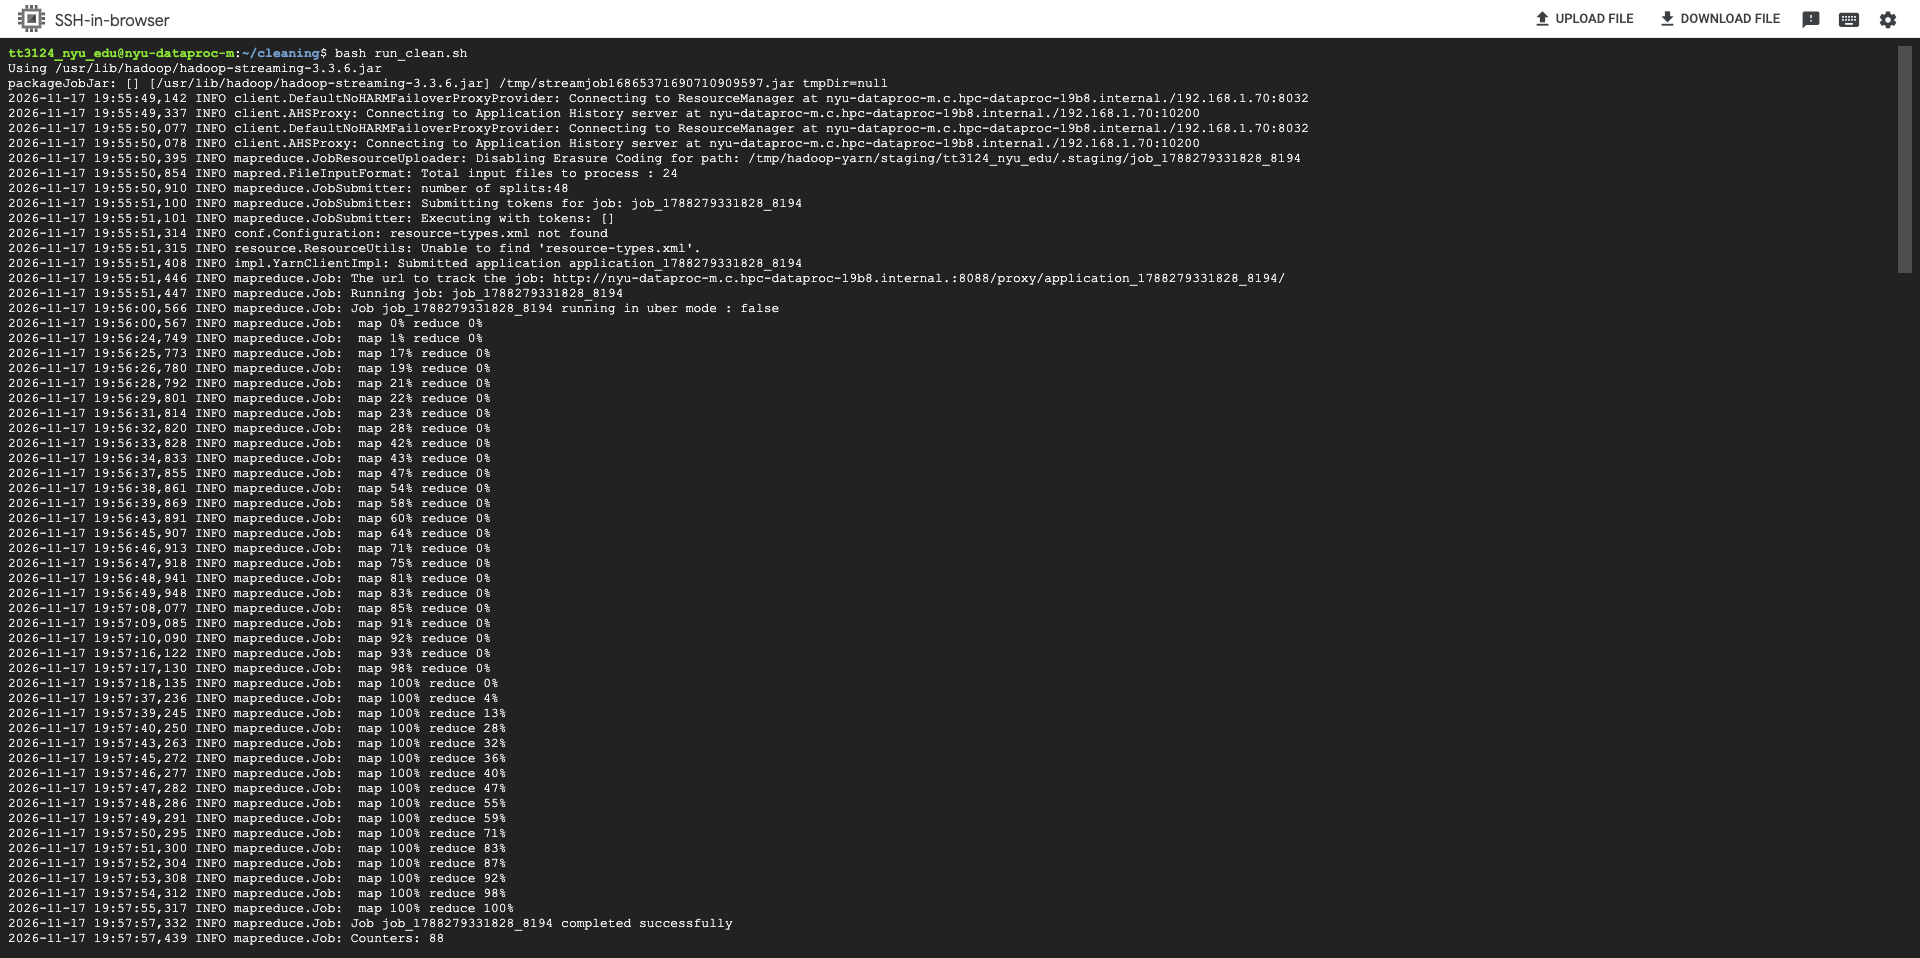 SSH-in-browser
UPLOAD FILE
DOWNLOAD FILE
tt3124_nyu_edu@nyu-dataproc-m:~/cleaning$ bash run_clean.sh
Using /usr/lib/hadoop/hadoop-streaming-3.3.6.jar
packageJobJar: [] [/usr/lib/hadoop/hadoop-streaming-3.3.6.jar] /tmp/streamjob16865371690710909597.jar tmpDir=null
2026-11-17 19:55:49,142 INFO client.DefaultNoHARMFailoverProxyProvider: Connecting to ResourceManager at nyu-dataproc-m.c.hpc-dataproc-19b8.internal./192.168.1.70:8032
2026-11-17 19:55:49,337 INFO client.AHSProxy: Connecting to Application History server at nyu-dataproc-m.c.hpc-dataproc-19b8.internal./192.168.1.70:10200
2026-11-17 19:55:50,077 INFO client.DefaultNoHARMFailoverProxyProvider: Connecting to ResourceManager at nyu-dataproc-m.c.hpc-dataproc-19b8.internal./192.168.1.70:8032
2026-11-17 19:55:50,078 INFO client.AHSProxy: Connecting to Application History server at nyu-dataproc-m.c.hpc-dataproc-19b8.internal./192.168.1.70:10200
2026-11-17 19:55:50,395 INFO mapreduce.JobResourceUploader: Disabling Erasure Coding for path: /tmp/hadoop-yarn/staging/tt3124_nyu_edu/.staging/job_1788279331828_8194
2026-11-17 19:55:50,854 INFO mapred.FileInputFormat: Total input files to process : 24
2026-11-17 19:55:50,910 INFO mapreduce.JobSubmitter: number of splits:48
2026-11-17 19:55:51,100 INFO mapreduce.JobSubmitter: Submitting tokens for job: job_1788279331828_8194
2026-11-17 19:55:51,101 INFO mapreduce.JobSubmitter: Executing with tokens: []
2026-11-17 19:55:51,314 INFO conf.Configuration: resource-types.xml not found
2026-11-17 19:55:51,315 INFO resource.ResourceUtils: Unable to find 'resource-types.xml'.
2026-11-17 19:55:51,408 INFO impl.YarnClientImpl: Submitted application application_1788279331828_8194
2026-11-17 19:55:51,446 INFO mapreduce.Job: The url to track the job: http://nyu-dataproc-m.c.hpc-dataproc-19b8.internal.:8088/proxy/application_1788279331828_8194/
2026-11-17 19:55:51,447 INFO mapreduce.Job: Running job: job_1788279331828_8194
2026-11-17 19:56:00,566 INFO mapreduce.Job: Job job_1788279331828_8194 running in uber mode : false
2026-11-17 19:56:00,567 INFO mapreduce.Job:  map 0% reduce 0%
2026-11-17 19:56:24,749 INFO mapreduce.Job:  map 1% reduce 0%
2026-11-17 19:56:25,773 INFO mapreduce.Job:  map 17% reduce 0%
2026-11-17 19:56:26,780 INFO mapreduce.Job:  map 19% reduce 0%
2026-11-17 19:56:28,792 INFO mapreduce.Job:  map 21% reduce 0%
2026-11-17 19:56:29,801 INFO mapreduce.Job:  map 22% reduce 0%
2026-11-17 19:56:31,814 INFO mapreduce.Job:  map 23% reduce 0%
2026-11-17 19:56:32,820 INFO mapreduce.Job:  map 28% reduce 0%
2026-11-17 19:56:33,828 INFO mapreduce.Job:  map 42% reduce 0%
2026-11-17 19:56:34,833 INFO mapreduce.Job:  map 43% reduce 0%
2026-11-17 19:56:37,855 INFO mapreduce.Job:  map 47% reduce 0%
2026-11-17 19:56:38,861 INFO mapreduce.Job:  map 54% reduce 0%
2026-11-17 19:56:39,869 INFO mapreduce.Job:  map 58% reduce 0%
2026-11-17 19:56:43,891 INFO mapreduce.Job:  map 60% reduce 0%
2026-11-17 19:56:45,907 INFO mapreduce.Job:  map 64% reduce 0%
2026-11-17 19:56:46,913 INFO mapreduce.Job:  map 71% reduce 0%
2026-11-17 19:56:47,918 INFO mapreduce.Job:  map 75% reduce 0%
2026-11-17 19:56:48,941 INFO mapreduce.Job:  map 81% reduce 0%
2026-11-17 19:56:49,948 INFO mapreduce.Job:  map 83% reduce 0%
2026-11-17 19:57:08,077 INFO mapreduce.Job:  map 85% reduce 0%
2026-11-17 19:57:09,085 INFO mapreduce.Job:  map 91% reduce 0%
2026-11-17 19:57:10,090 INFO mapreduce.Job:  map 92% reduce 0%
2026-11-17 19:57:16,122 INFO mapreduce.Job:  map 93% reduce 0%
2026-11-17 19:57:17,130 INFO mapreduce.Job:  map 98% reduce 0%
2026-11-17 19:57:18,135 INFO mapreduce.Job:  map 100% reduce 0%
2026-11-17 19:57:37,236 INFO mapreduce.Job:  map 100% reduce 4%
2026-11-17 19:57:39,245 INFO mapreduce.Job:  map 100% reduce 13%
2026-11-17 19:57:40,250 INFO mapreduce.Job:  map 100% reduce 28%
2026-11-17 19:57:43,263 INFO mapreduce.Job:  map 100% reduce 32%
2026-11-17 19:57:45,272 INFO mapreduce.Job:  map 100% reduce 36%
2026-11-17 19:57:46,277 INFO mapreduce.Job:  map 100% reduce 40%
2026-11-17 19:57:47,282 INFO mapreduce.Job:  map 100% reduce 47%
2026-11-17 19:57:48,286 INFO mapreduce.Job:  map 100% reduce 55%
2026-11-17 19:57:49,291 INFO mapreduce.Job:  map 100% reduce 59%
2026-11-17 19:57:50,295 INFO mapreduce.Job:  map 100% reduce 71%
2026-11-17 19:57:51,300 INFO mapreduce.Job:  map 100% reduce 83%
2026-11-17 19:57:52,304 INFO mapreduce.Job:  map 100% reduce 87%
2026-11-17 19:57:53,308 INFO mapreduce.Job:  map 100% reduce 92%
2026-11-17 19:57:54,312 INFO mapreduce.Job:  map 100% reduce 98%
2026-11-17 19:57:55,317 INFO mapreduce.Job:  map 100% reduce 100%
2026-11-17 19:57:57,332 INFO mapreduce.Job: Job job_1788279331828_8194 completed successfully
2026-11-17 19:57:57,439 INFO mapreduce.Job: Counters: 88